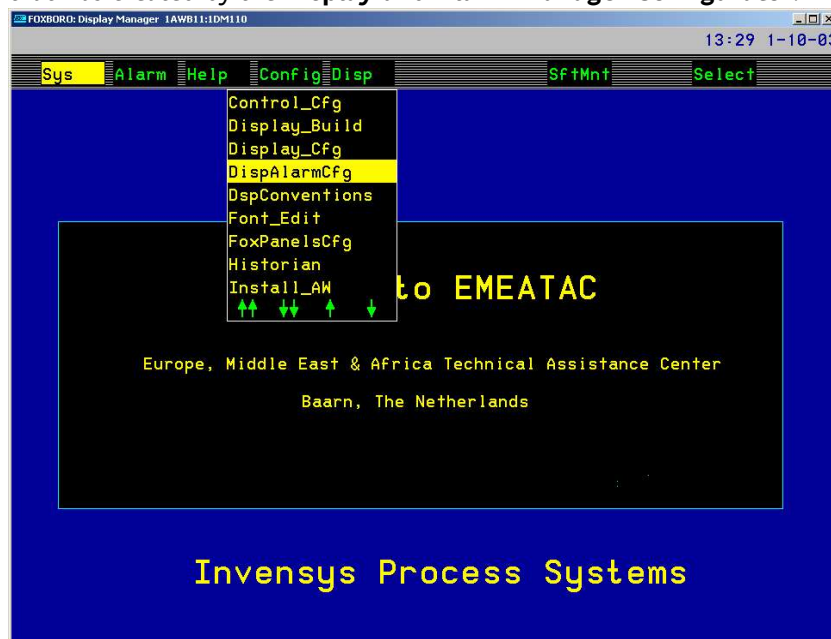 FOXBORO: Display Manager 1AWB11:1DM110
13:29 1-10-03
Sys Alarm Help Config Disp SftMnt Select
Control_Cfg
Display_Build
Display_Cfg
DispAlarmCfg
DspConventions
Font_Edit
FoxPanelsCfg
Historian
Install_AW
to EMEATAC
Europe, Middle East & Africa Technical Assistance Center
Baarn, The Netherlands
Invensys Process Systems